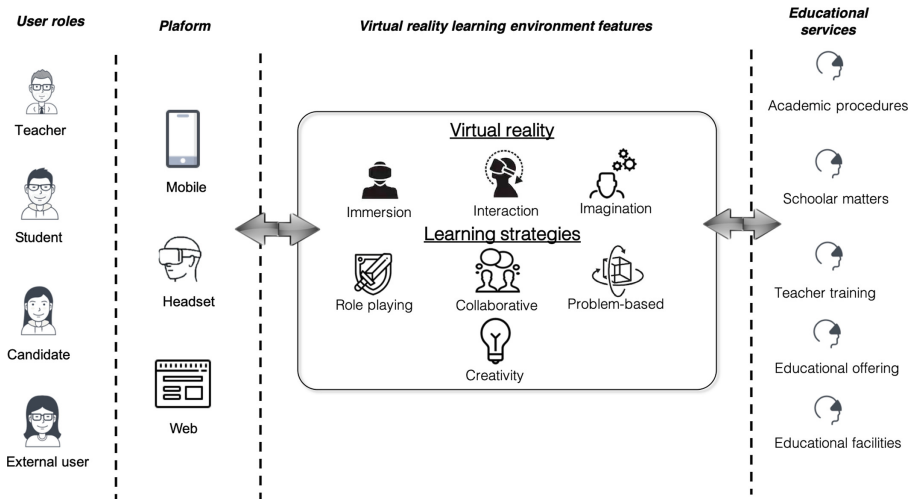 User roles
Plaform
Virtual reality learning environment features
Educational
services
Teacher
Student
Candidate
External user
Mobile
Headset
Web
Virtual reality
Immersion
Interaction
Imagination
Learning strategies
Role playing
Collaborative
Problem-based
Creativity
Academic procedures
Schoolar matters
Teacher training
Educational offering
Educational facilities